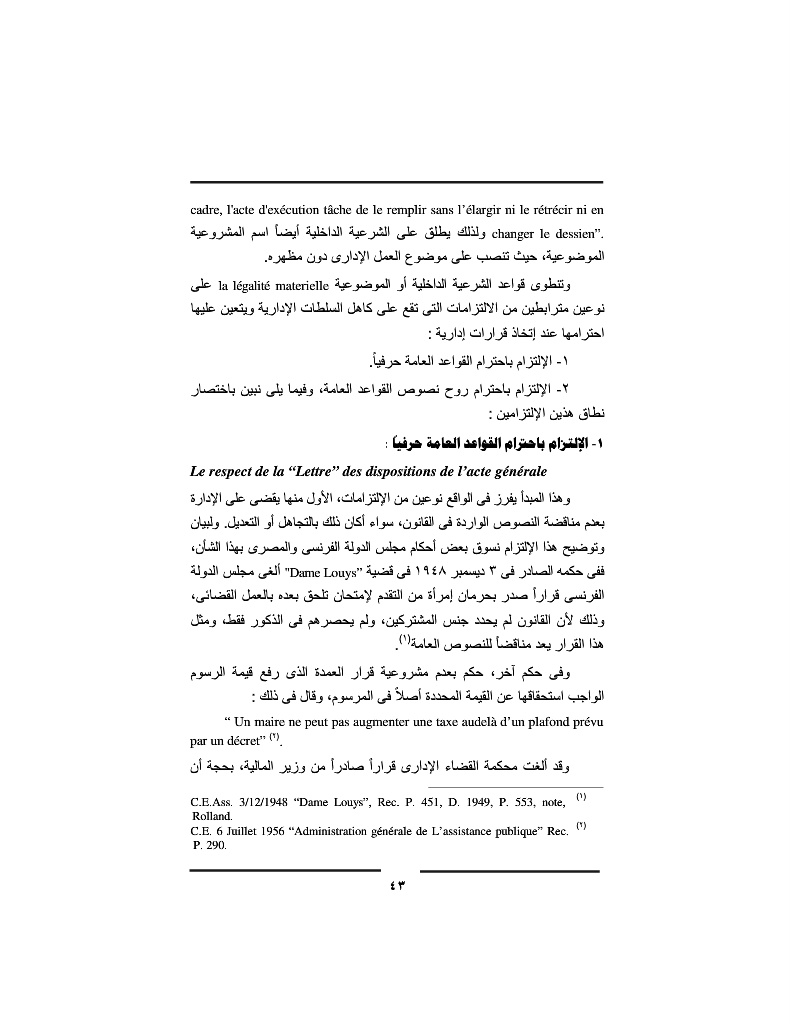 cadre, l'acte d'exécution tâche de le remplir sans l’élargir ni le rétrécir ni en
changer le dessien”. ولذلك يطلق على الشرعية الداخلية أيضاً اسم المشروعية
الموضوعية، حيث تنصب على موضوع العمل الإدارى دون مظهره.
وتنطوى قواعد الشرعية الداخلية أو الموضوعية la légalité materielle على
نوعين مترابطين من الالتزامات التى تقع على كاهل السلطات الإدارية ويتعين عليها
احترامها عند إتخاذ قرارات إدارية :
١- الإلتزام باحترام القواعد العامة حرفياً.
٢- الإلتزام باحترام روح نصوص القواعد العامة، وفيما يلى نبين باختصار
نطاق هذين الإلتزامين :
١- الإلتزام باحترام القواعد العامة حرفياً :
Le respect de la “Lettre” des dispositions de l’acte générale
وهذا المبدأ يفرز فى الواقع نوعين من الإلتزامات، الأول منها يقضى على الإدارة
بعدم مناقضة النصوص الواردة فى القانون، سواء أكان ذلك بالتجاهل أو التعديل. ولبيان
وتوضيح هذا الإلتزام نسوق بعض أحكام مجلس الدولة الفرنسى والمصرى بهذا الشأن،
ففى حكمه الصادر فى ٣ ديسمبر ١٩٤٨ فى قضية "Dame Louys” ألغى مجلس الدولة
الفرنسى قراراً صدر بحرمان إمرأة من التقدم لإمتحان تلحق بعده بالعمل القضائى،
وذلك لأن القانون لم يحدد جنس المشتركين، ولم يحصرهم فى الذكور فقط، ومثل
هذا القرار يعد مناقضاً للنصوص العامة(١).
وفى حكم آخر، حكم بعدم مشروعية قرار العمدة الذى رفع قيمة الرسوم
الواجب استحقاقها عن القيمة المحددة أصلاً فى المرسوم، وقال فى ذلك :
“ Un maire ne peut pas augmenter une taxe audelà d’un plafond prévu
par un décret” (٢).
وقد ألغت محكمة القضاء الإدارى قراراً صادراً من وزير المالية، بحجة أن
(١) C.E.Ass. 3/12/1948 “Dame Louys”, Rec. P. 451, D. 1949, P. 553, note,
Rolland.
(٢) C.E. 6 Juillet 1956 “Administration générale de L’assistance publique” Rec.
P. 290.
٤٣